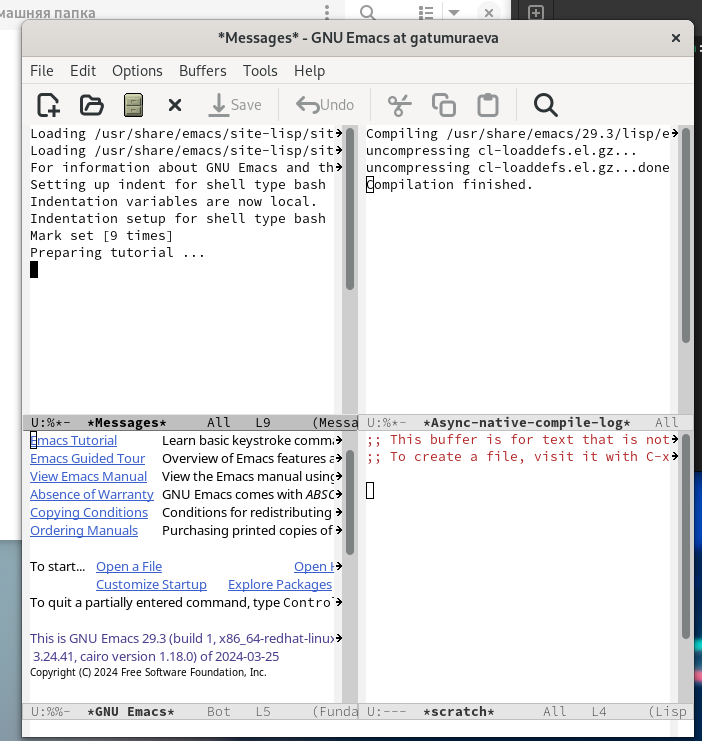 машняя папка
*Messages* - GNU Emacs at gatumuraeva
File Edit Options Buffers Tools Help
Save Undo
Loading /usr/share/emacs/site-lisp/sit
Loading /usr/share/emacs/site-lisp/sit
For information about GNU Emacs and th
Setting up indent for shell type bash
Indentation variables are now local.
Indentation setup for shell type bash
Mark set [9 times]
Preparing tutorial ...
U:%*- *Messages* All L9 (Messa
Compiling /usr/share/emacs/29.3/lisp/e
uncompressing cl-loaddefs.el.gz...
uncompressing cl-loaddefs.el.gz...done
Compilation finished.
U:%*- *Async-native-compile-log* All
Emacs Tutorial Learn basic keystroke comma
Emacs Guided Tour Overview of Emacs features a
View Emacs Manual View the Emacs manual using
Absence of Warranty GNU Emacs comes with ABSO
Copying Conditions Conditions for redistributing
Ordering Manuals Purchasing printed copies of
To start... Open a File Open H
Customize Startup Explore Packages
To quit a partially entered command, type Control
This is GNU Emacs 29.3 (build 1, x86_64-redhat-linux
3.24.41, cairo version 1.18.0) of 2024-03-25
Copyright (C) 2024 Free Software Foundation, Inc.
U:%%- *GNU Emacs* Bot L5 (Funda
;; This buffer is for text that is not
;; To create a file, visit it with C-x
U:--- *scratch* All L4 (Lisp